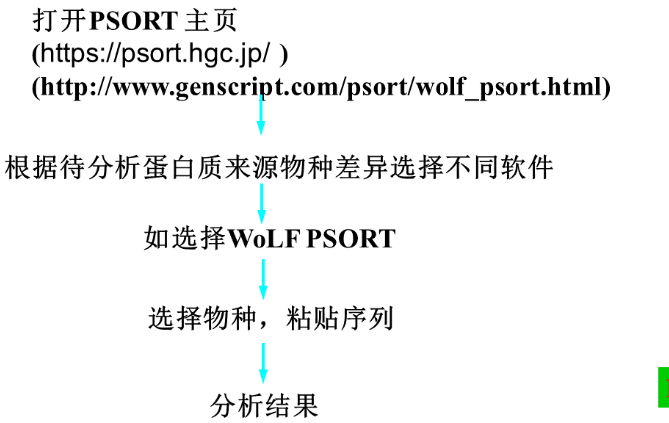 打开PSORT 主页
(https://psort.hgc.jp/ )
(http://www.genscript.com/psort/wolf_psort.html)
根据待分析蛋白质来源物种差异选择不同软件
如选择WoLF PSORT
选择物种，粘贴序列
分析结果